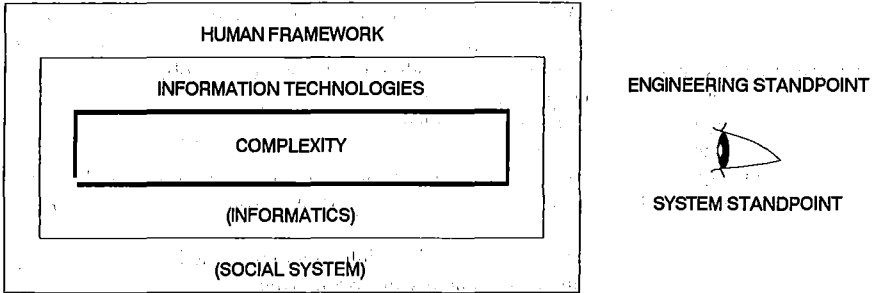 HUMAN FRAMEWORK
INFORMATION TECHNOLOGIES
COMPLEXITY
(INFORMATICS)
(SOCIAL SYSTEM)
ENGINEERING STANDPOINT
SYSTEM STANDPOINT